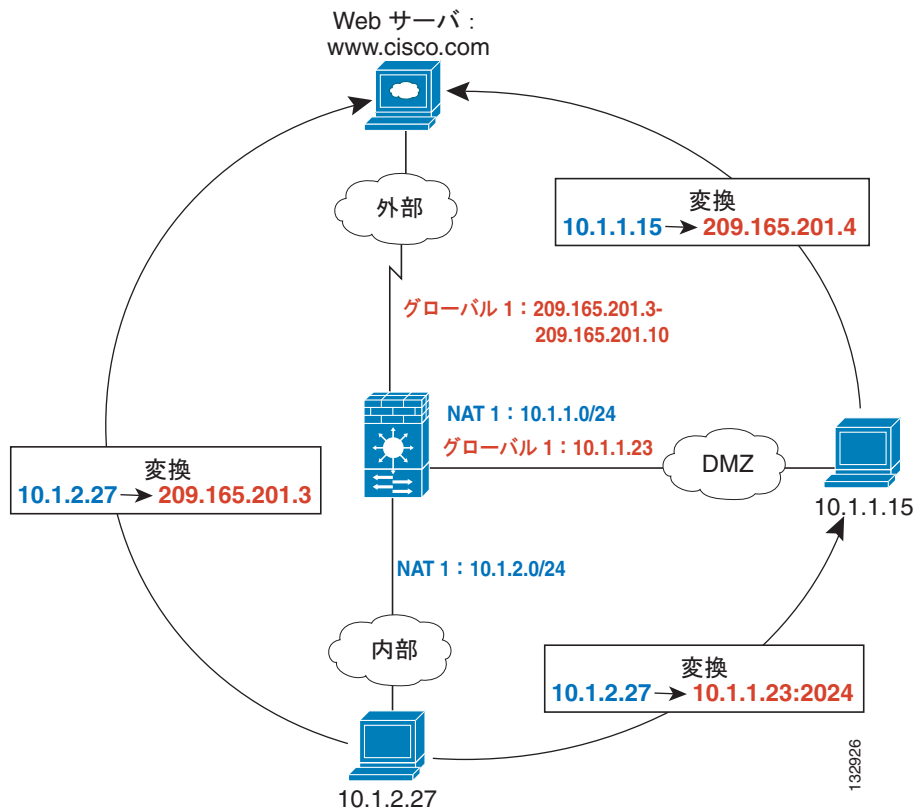 Web サーバ：
www.cisco.com
外部
変換
10.1.1.15 → 209.165.201.4
グローバル 1：209.165.201.3-
209.165.201.10
NAT 1：10.1.1.0/24
グローバル 1：10.1.1.23
DMZ
10.1.1.15
変換
10.1.2.27 → 209.165.201.3
NAT 1：10.1.2.0/24
内部
変換
10.1.2.27 → 10.1.1.23:2024
10.1.2.27
132926